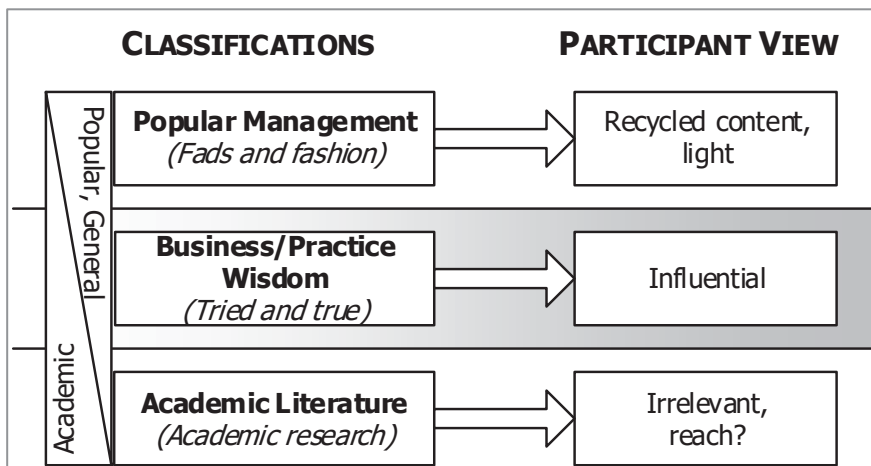 CLASSIFICATIONS
PARTICIPANT VIEW
Popular, General
Academic
Popular Management
(Fads and fashion)
Recycled content,
light
Business/Practice
Wisdom
(Tried and true)
Influential
Academic Literature
(Academic research)
Irrelevant,
reach?